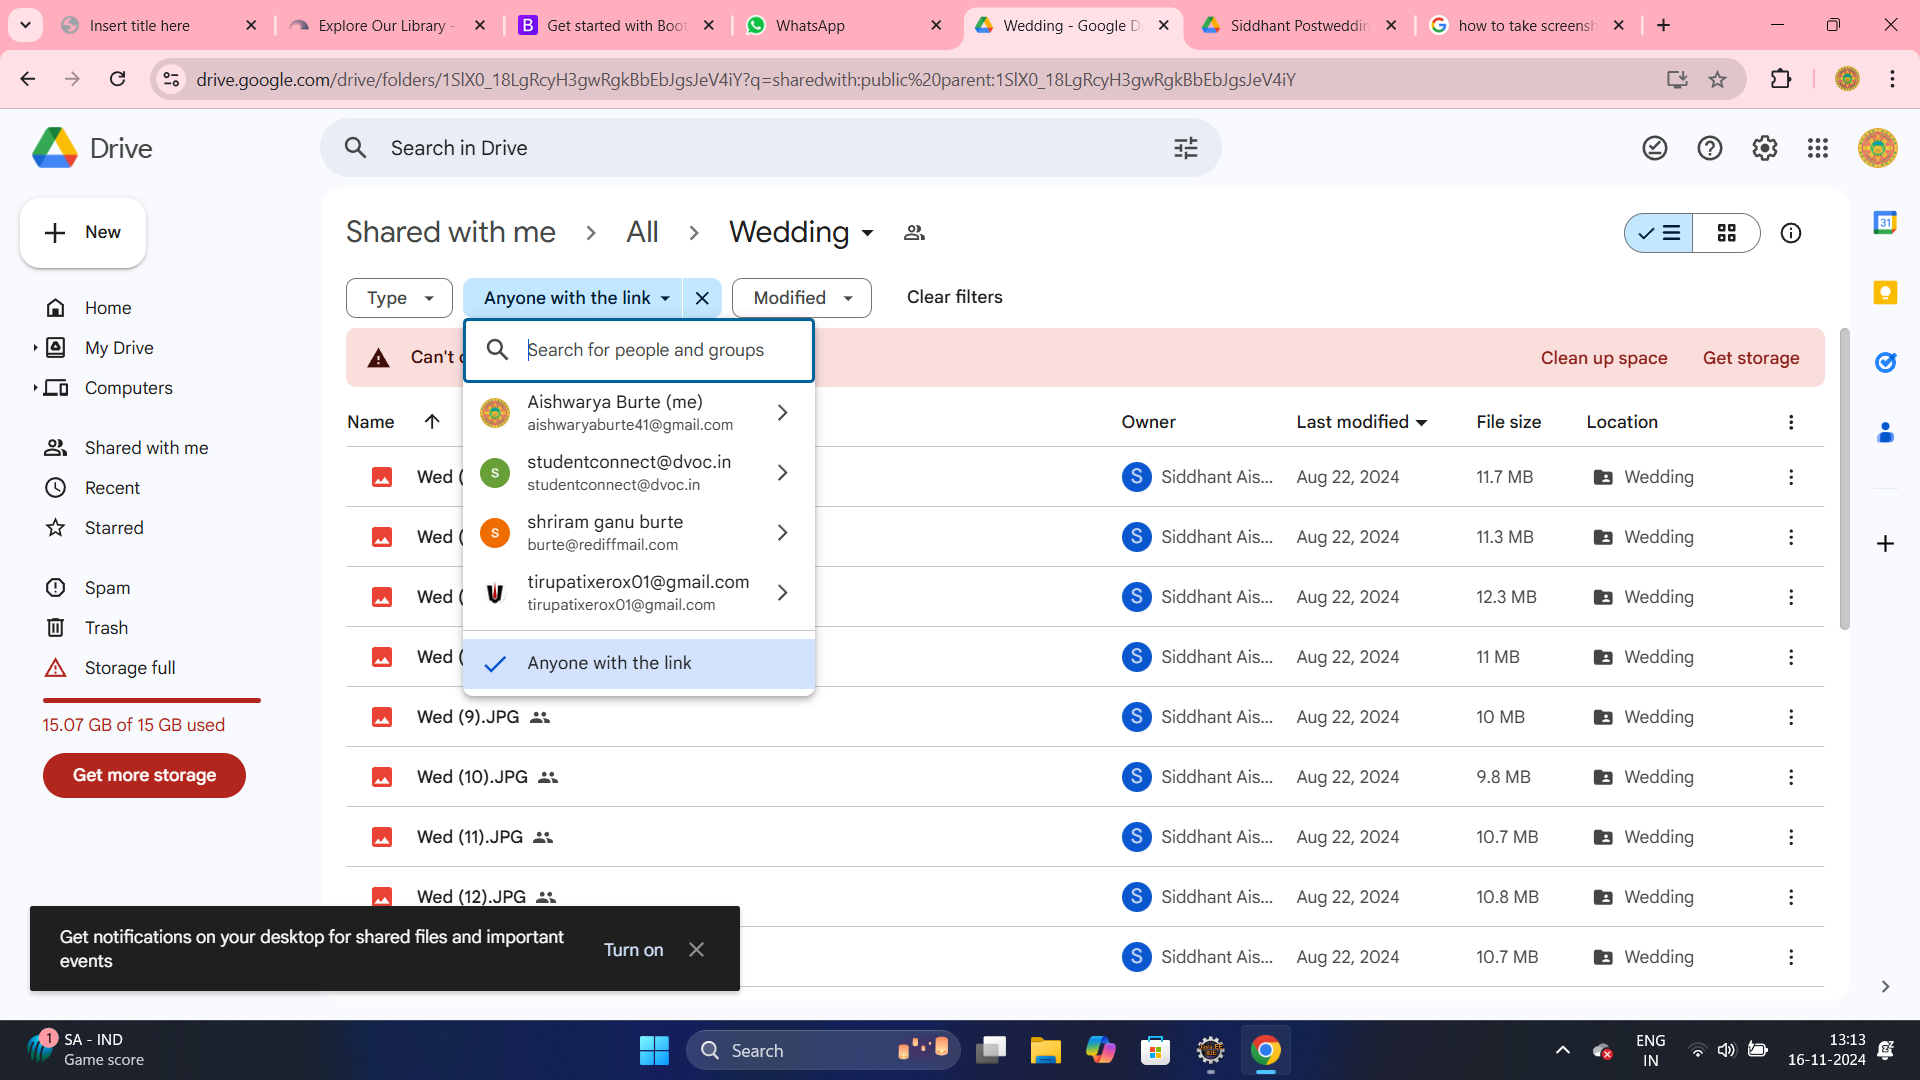 Insert title here
Explore Our Library -
Get started with Boot
WhatsApp
Wedding - Google D
Siddhant Postweddin
how to take screensh
drive.google.com/drive/folders/1SlX0_18LgRcyH3gwRgkBbEbJgsJeV4iY?q=sharedwith:public%20parent:1SlX0_18LgRcyH3gwRgkBbEbJgsJeV4iY
Drive
Search in Drive
New
Home
My Drive
Computers
Shared with me
Recent
Starred
Spam
Trash
Storage full
15.07 GB of 15 GB used
Get more storage
Shared with me > All > Wedding
Type
Anyone with the link
Modified
Clear filters
Can't
Clean up space
Get storage
Search for people and groups
Aishwarya Burte (me)
aishwaryaburte41@gmail.com
studentconnect@dvoc.in
studentconnect@dvoc.in
shriram ganu burte
burte@rediffmail.com
tirupatixerox01@gmail.com
tirupatixerox01@gmail.com
Anyone with the link
Name Owner Last modified File size Location
Wed ( S Siddhant Ais... Aug 22, 2024 11.7 MB Wedding
Wed ( S Siddhant Ais... Aug 22, 2024 11.3 MB Wedding
Wed ( S Siddhant Ais... Aug 22, 2024 12.3 MB Wedding
Wed ( S Siddhant Ais... Aug 22, 2024 11 MB Wedding
Wed (9).JPG S Siddhant Ais... Aug 22, 2024 10 MB Wedding
Wed (10).JPG S Siddhant Ais... Aug 22, 2024 9.8 MB Wedding
Wed (11).JPG S Siddhant Ais... Aug 22, 2024 10.7 MB Wedding
Wed (12).JPG S Siddhant Ais... Aug 22, 2024 10.8 MB Wedding
S Siddhant Ais... Aug 22, 2024 10.7 MB Wedding
Get notifications on your desktop for shared files and important
events
Turn on
1
SA - IND
Game score
Search
ENG
IN
13:13
16-11-2024